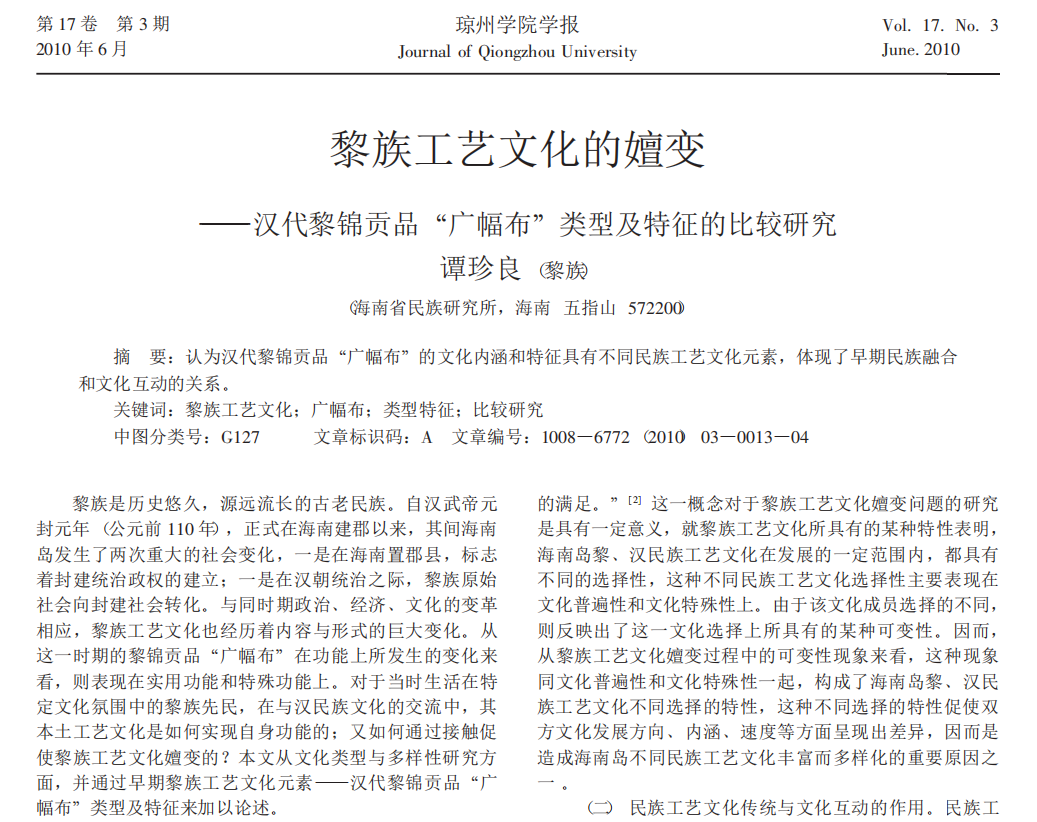 第 17 卷　第 3 期
2010 年 6 月
琼州学院学报
Journal of Qiongzhou University
Vol. 17. No. 3
June. 2010
黎族工艺文化的嬗变
——汉代黎锦贡品“广幅布”类型及特征的比较研究
谭珍良 (黎族)
(海南省民族研究所，海南 五指山 572200)
摘　要：认为汉代黎锦贡品“广幅布”的文化内涵和特征具有不同民族工艺文化元素，体现了早期民族融合
和文化互动的关系。
关键词：黎族工艺文化；广幅布；类型特征；比较研究
中图分类号：G127　　文章标识码：A　文章编号：1008－6772 (2010) 03－0013－04
黎族是历史悠久，源远流长的古老民族。自汉武帝元
封元年 (公元前 110 年)，正式在海南建郡以来，其间海南
岛发生了两次重大的社会变化，一是在海南置郡县，标志
着封建统治政权的建立；一是在汉朝统治之际，黎族原始
社会向封建社会转化。与同时期政治、经济、文化的变革
相应，黎族工艺文化也经历着内容与形式的巨大变化。从
这一时期的黎锦贡品“广幅布”在功能上所发生的变化来
看，则表现在实用功能和特殊功能上。对于当时生活在特
定文化氛围中的黎族先民，在与汉民族文化的交流中，其
本土工艺文化是如何实现自身功能的；又如何通过接触促
使黎族工艺文化嬗变的？本文从文化类型与多样性研究方
面，并通过早期黎族工艺文化元素——汉代黎锦贡品“广
幅布”类型及特征来加以论述。
的满足。”[2] 这一概念对于黎族工艺文化嬗变问题的研究
是具有一定意义，就黎族工艺文化所具有的某种特性表明，
海南岛黎、汉民族工艺文化在发展的一定范围内，都具有
不同的选择性，这种不同民族工艺文化选择性主要表现在
文化普遍性和文化特殊性上。由于该文化成员选择的不同，
则反映出了这一文化选择上所具有的某种可变性。因而，
从黎族工艺文化嬗变过程中的可变性现象来看，这种现象
同文化普遍性和文化特殊性一起，构成了海南岛黎、汉民
族工艺文化不同选择的特性，这种不同选择的特性促使双
方文化发展方向、内涵、速度等方面呈现出差异，因而是
造成海南岛不同民族工艺文化丰富而多样化的重要原因之
一。
(二) 民族工艺文化传统与文化互动的作用。民族工